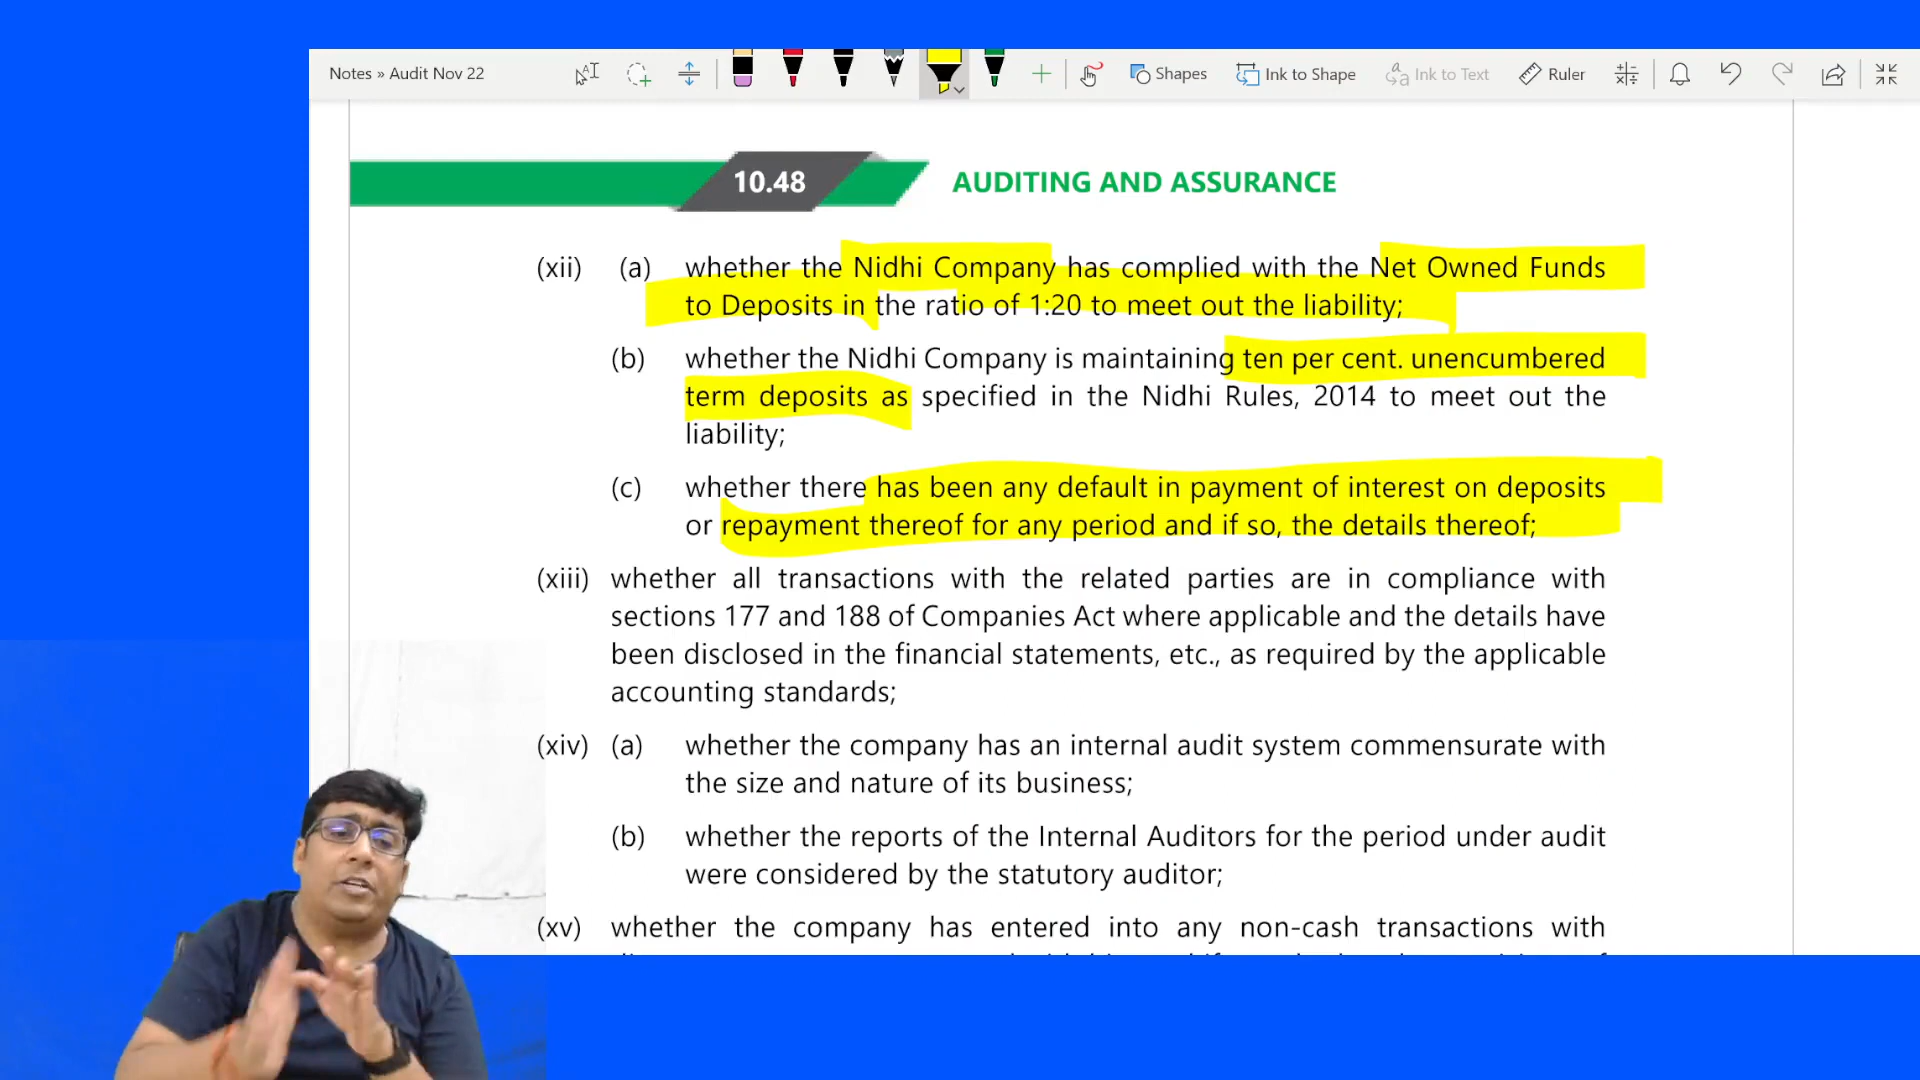 Notes » Audit Nov 22
Shapes
Ink to Shape
Ink to Text
Ruler
10.48
AUDITING AND ASSURANCE
(xii) (a) whether the Nidhi Company has complied with the Net Owned Funds
to Deposits in the ratio of 1:20 to meet out the liability;
(b) whether the Nidhi Company is maintaining ten per cent. unencumbered
term deposits as specified in the Nidhi Rules, 2014 to meet out the
liability;
(c) whether there has been any default in payment of interest on deposits
or repayment thereof for any period and if so, the details thereof;
(xiii) whether all transactions with the related parties are in compliance with
sections 177 and 188 of Companies Act where applicable and the details have
been disclosed in the financial statements, etc., as required by the applicable
accounting standards;
(xiv) (a) whether the company has an internal audit system commensurate with
the size and nature of its business;
(b) whether the reports of the Internal Auditors for the period under audit
were considered by the statutory auditor;
(xv) whether the company has entered into any non-cash transactions with